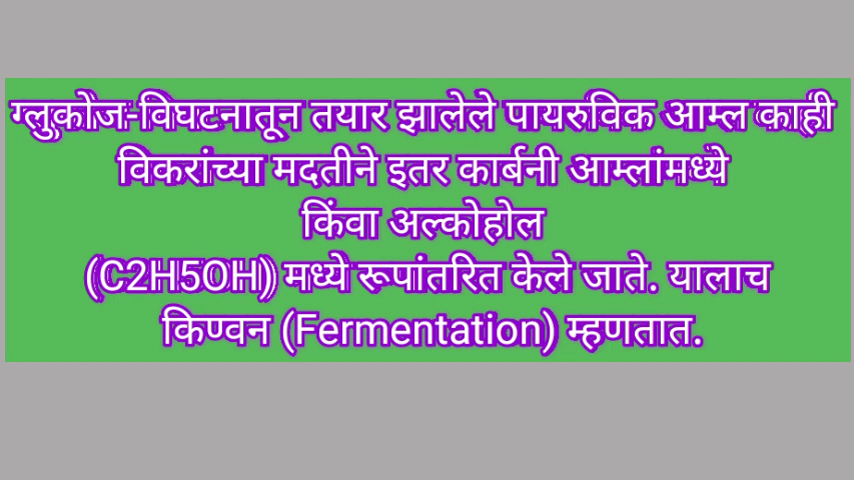 ग्लुकोज-विघटनातून तयार झालेले पायरुविक आम्ल काही
विकरांच्या मदतीने इतर कार्बनी आम्लांमध्ये
किंवा अल्कोहोल
(C2H5OH) मध्ये रूपांतरित केले जाते. यालाच
किण्वन (Fermentation) म्हणतात.